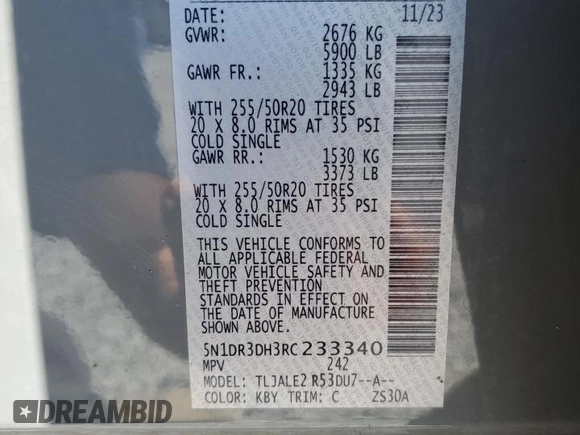 DATE: 11/23
GVWR: 2676 KG
5900 LB
GAWR FR.: 1335 KG
2943 LB
WITH 255/50R20 TIRES
20 X 8.0 RIMS AT 35 PSI
COLD SINGLE
GAWR RR.: 1530 KG
3373 LB
WITH 255/50R20 TIRES
20 X 8.0 RIMS AT 35 PSI
COLD SINGLE
THIS VEHICLE CONFORMS TO
ALL APPLICABLE FEDERAL
MOTOR VEHICLE SAFETY AND
THEFT PREVENTION
STANDARDS IN EFFECT ON
THE DATE OF MANUFACTURE
SHOWN ABOVE.
5N1DR3DH3RC233340
MPV 242
MODEL: TLJALE2 R53DU7--A--
COLOR: KBY TRIM: C ZS30A
D DEALERS AUTO AUCTION